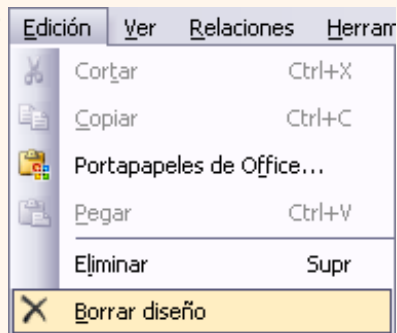 Edición Ver Relaciones Herram
Cortar Ctrl+X
Copiar Ctrl+C
Portapapeles de Office...
Pegar Ctrl+V
Eliminar Supr
Borrar diseño